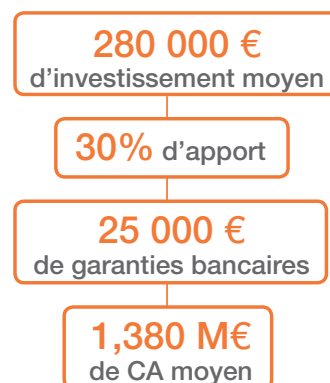 280 000 €
d'investissement moyen
30% d'apport
25 000 €
de garanties bancaires
1,380 M€
de CA moyen